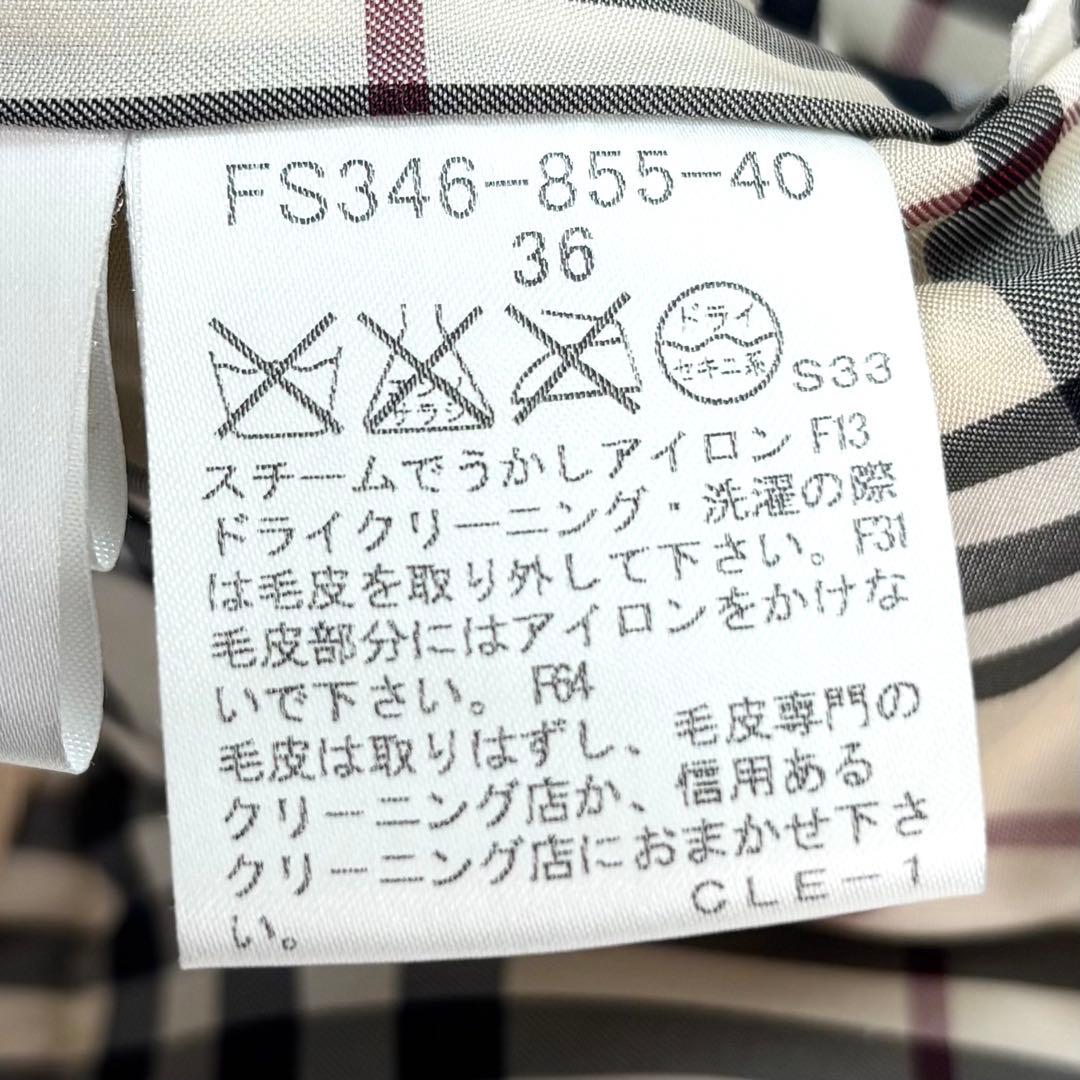 FS346-855-40
36
エンソ
サラシ
ドライ
セキユ系
S33
スチームでうかしアイロン F13
ドライクリーニング・洗濯の際
は毛皮を取り外して下さい。 F31
毛皮部分にはアイロンをかけな
いで下さい。 F64
毛皮は取りはずし、毛皮専門の
クリーニング店か、信用ある
クリーニング店におまかせ下さ
い。 CLE-1